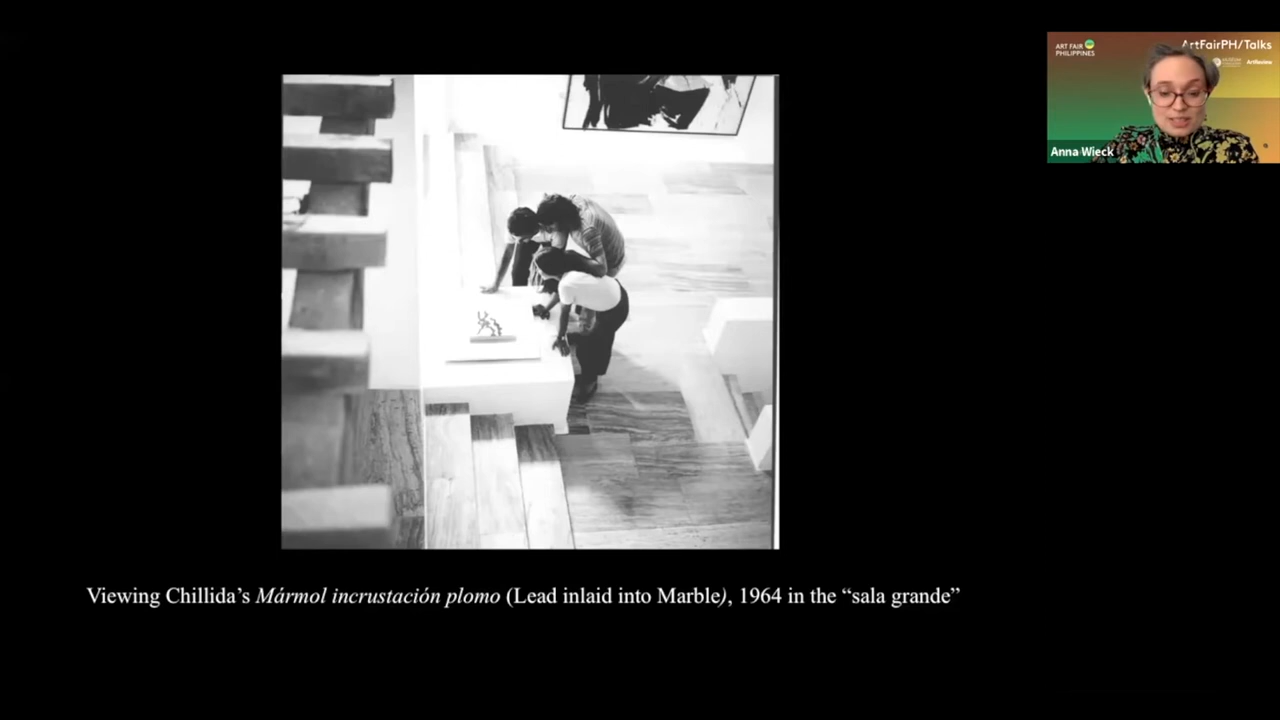 ART FAIR
PHILIPPINES
ArtFairPH/Talks
ArtReview
Anna Wieck
Viewing Chillida’s Mármol incrustación plomo (Lead inlaid into Marble), 1964 in the “sala grande”